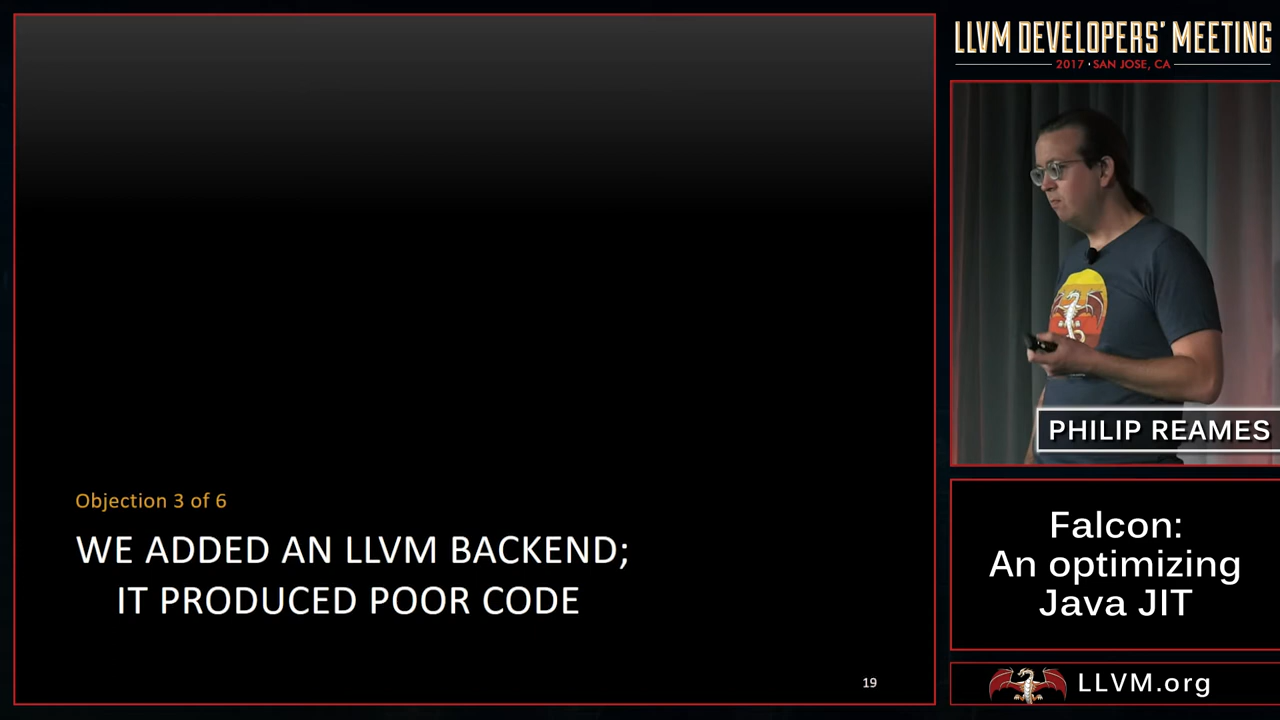 Objection 3 of 6
WE ADDED AN LLVM BACKEND;
IT PRODUCED POOR CODE
19
LLVM DEVELOPERS' MEETING
2017 • SAN JOSE, CA
PHILIP REAMES
Falcon:
An optimizing
Java JIT
LLVM.org